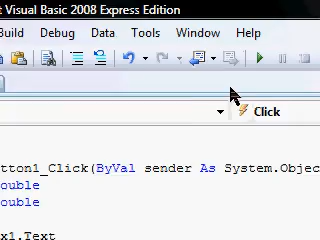 t Visual Basic 2008 Express Edition
Build Debug Data Tools Window Help
Click
tton1_Click(ByVal sender As System.Objec
ouble
ouble
x1.Text